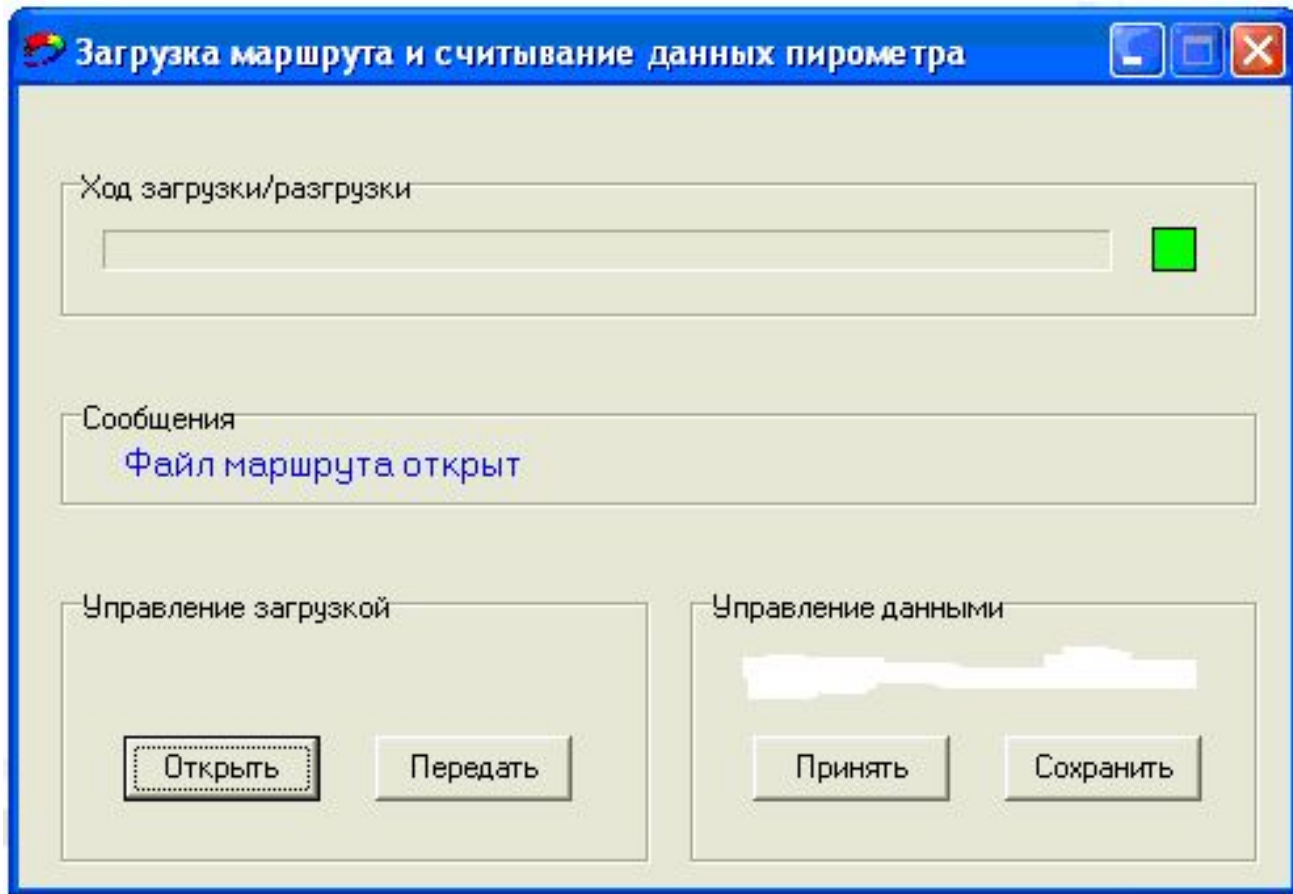 Загрузка маршрута и считывание данных пирометра
Ход загрузки/разгрузки
Сообщения
Файл маршрута открыт
Управление загрузкой
Управление данными
Открыть Передать Принять Сохранить